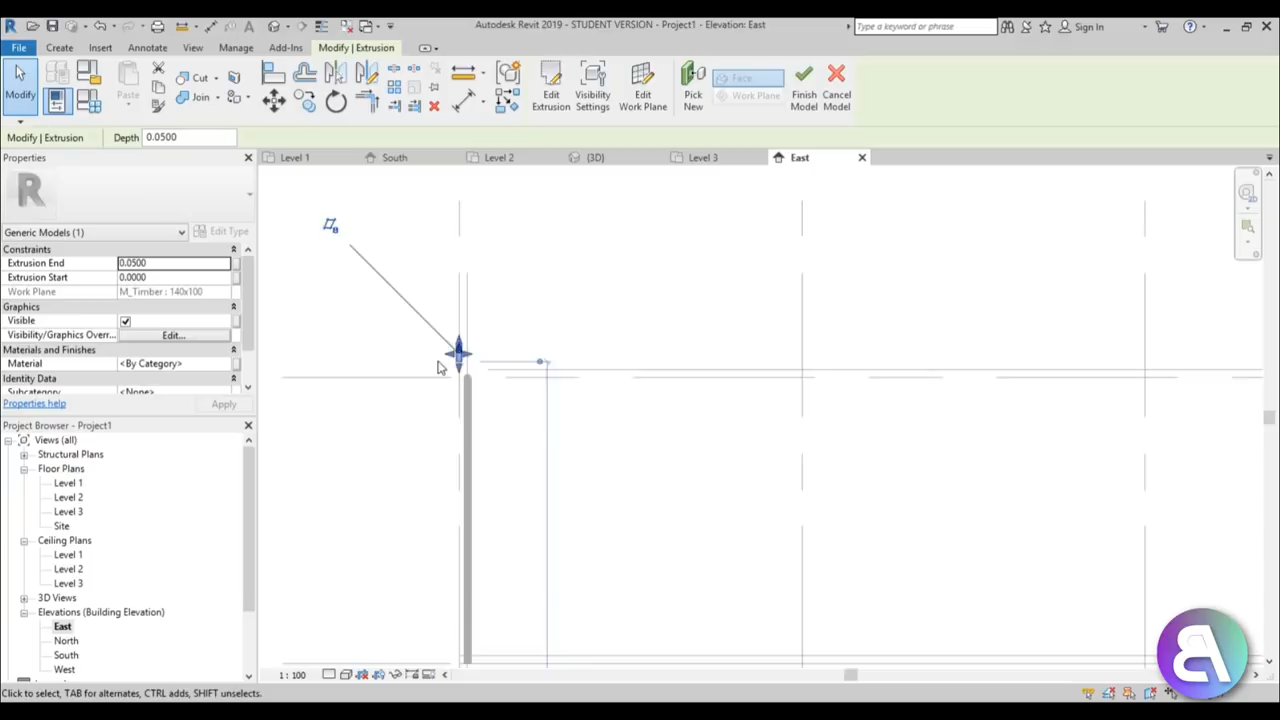 Autodesk Revit 2019 - STUDENT VERSION - Project1 - Elevation: East
Type a keyword or phrase
Sign In
File
Create
Insert
Annotate
View
Manage
Add-Ins
Modify | Extrusion
Modify
Paste
Cut
Join
Edit Extrusion
Visibility Settings
Edit Work Plane
Pick New
Face
Work Plane
Finish Model
Cancel Model
Modify | Extrusion
Depth
0.0500
Properties
Level 1
South
Level 2
(3D)
Level 3
East
R
Generic Models (1)
Edit Type
Constraints
Extrusion End
0.0500
Extrusion Start
0.0000
Work Plane
M_Timber : 140x100
Graphics
Visible
Visibility/Graphics Overr...
Edit...
Materials and Finishes
Material
<By Category>
Identity Data
Properties help
Apply
Project Browser - Project1
Views (all)
Structural Plans
Floor Plans
Level 1
Level 2
Level 3
Site
Ceiling Plans
Level 1
Level 2
Level 3
3D Views
Elevations (Building Elevation)
East
North
South
West
1 : 100
Click to select, TAB for alternates, CTRL adds, SHIFT unselects.